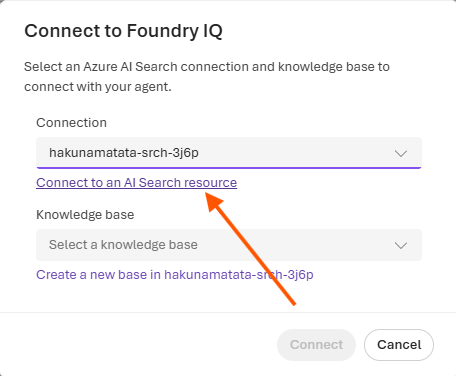 Connect to Foundry IQ
Select an Azure AI Search connection and knowledge base to
connect with your agent.
Connection
hakunamatata-srch-3j6p
Connect to an AI Search resource
Knowledge base
Select a knowledge base
Create a new base in hakunamatata-srch-3j6p
Connect
Cancel